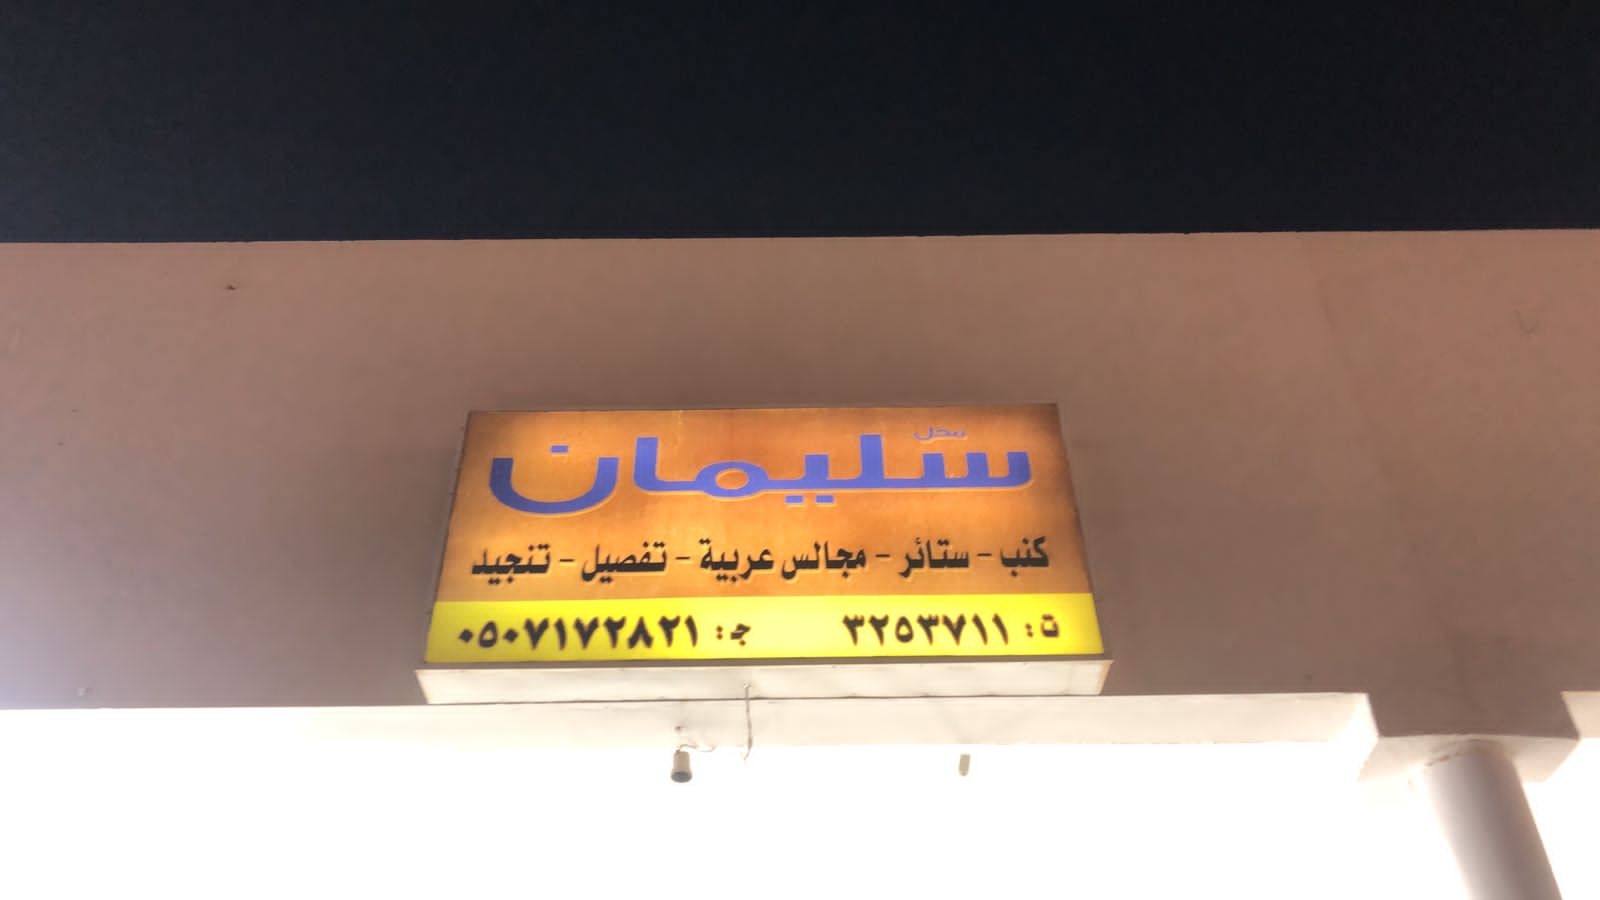 محل
سليمان
كنب - ستائر - مجالس عربية - تفصيل - تنجيد
ت : ٣٢٥٣٧١١ ج : ٠٥٠٧١٧٢٨٢١